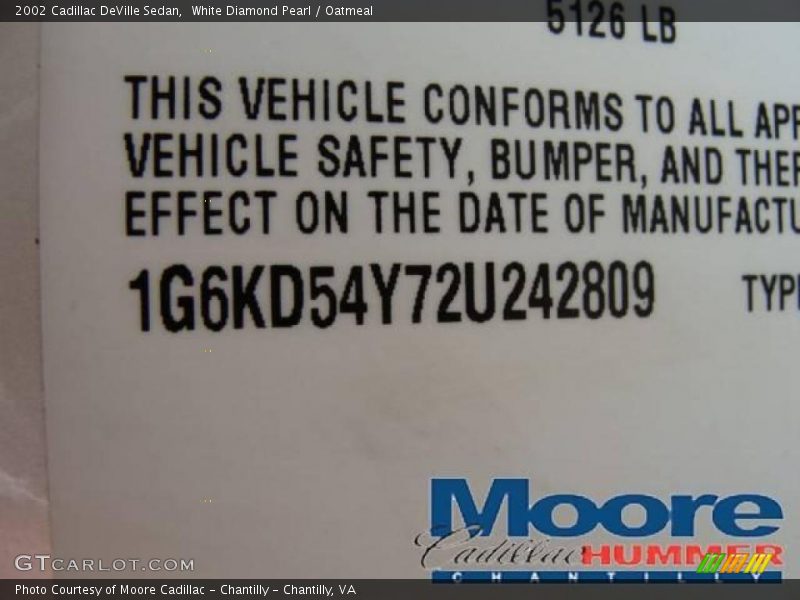 2002 Cadillac DeVille Sedan, White Diamond Pearl / Oatmeal
5126 LB
THIS VEHICLE CONFORMS TO ALL APP
VEHICLE SAFETY, BUMPER, AND THEF
EFFECT ON THE DATE OF MANUFACTU
1G6KD54Y72U242809 TYPE
Moore
Cadillac HUMMER
CHANTILLY
GTCARLOT.COM
Photo Courtesy of Moore Cadillac - Chantilly - Chantilly, VA